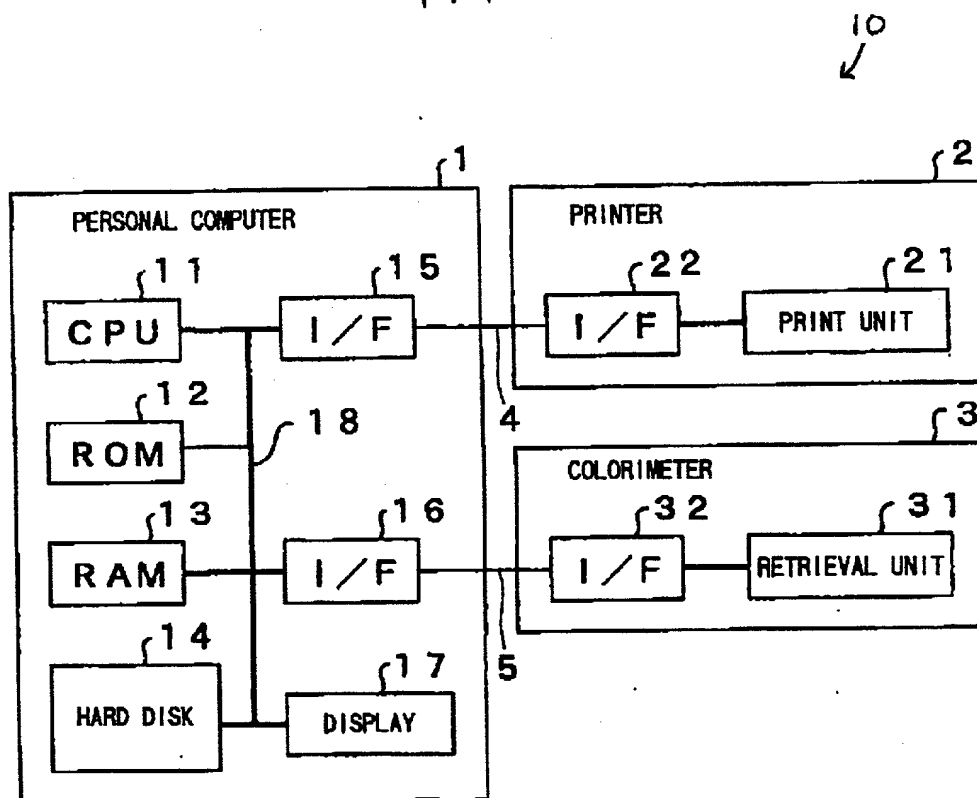 10
1
2
PERSONAL COMPUTER
PRINTER
11
15
22
21
CPU
I/F
I/F
PRINT UNIT
12
18
4
3
ROM
COLORIMETER
13
16
32
31
RAM
I/F
I/F
RETRIEVAL UNIT
14
17
5
HARD DISK
DISPLAY